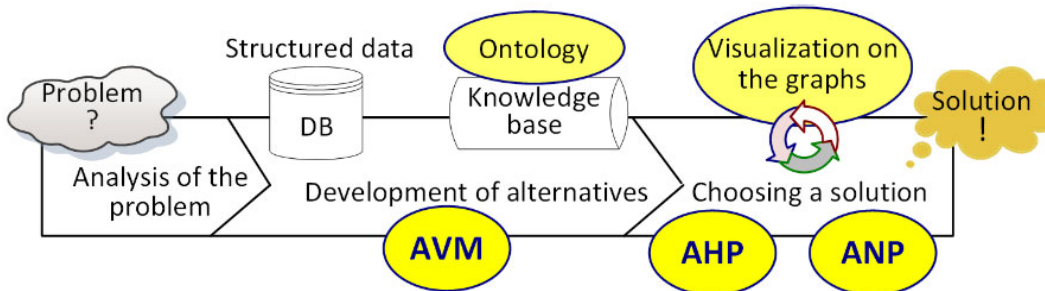 Problem
?
Analysis of the
problem
Structured data
DB
Ontology
Knowledge
base
Development of alternatives
AVM
Visualization on
the graphs
Choosing a solution
AHP
ANP
Solution
!